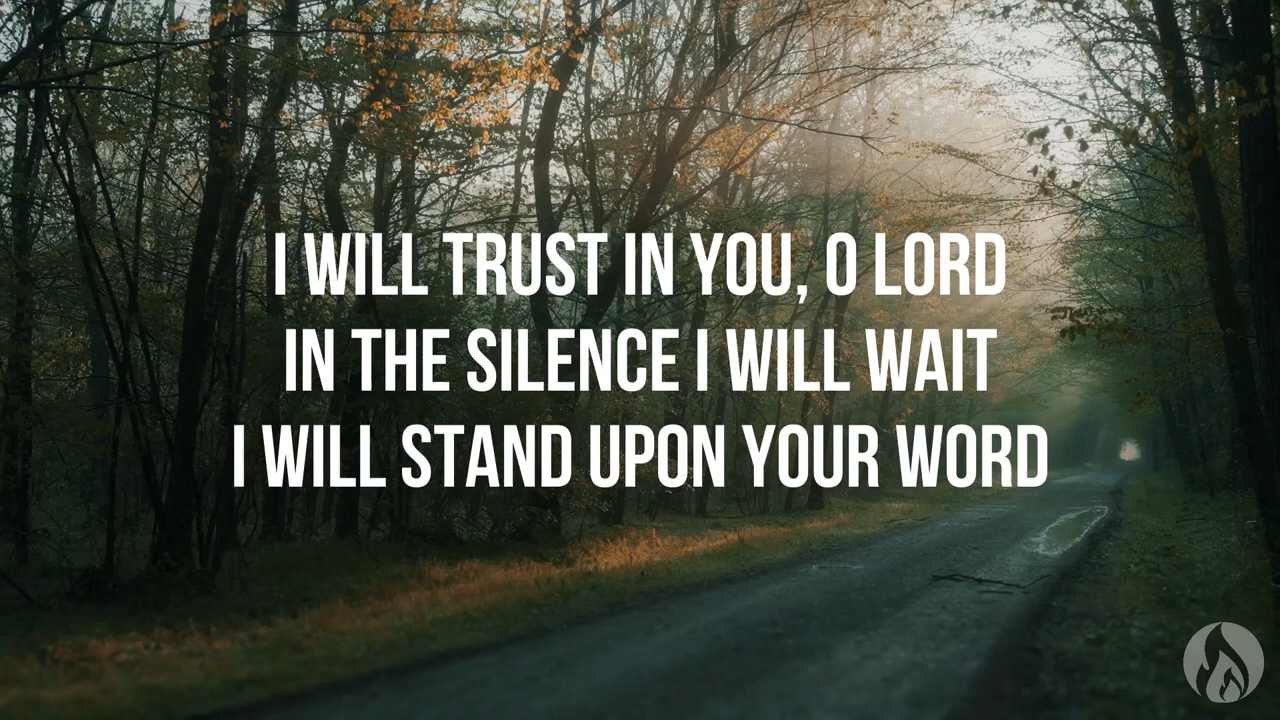 I WILL TRUST IN YOU, O LORD
IN THE SILENCE I WILL WAIT
I WILL STAND UPON YOUR WORD